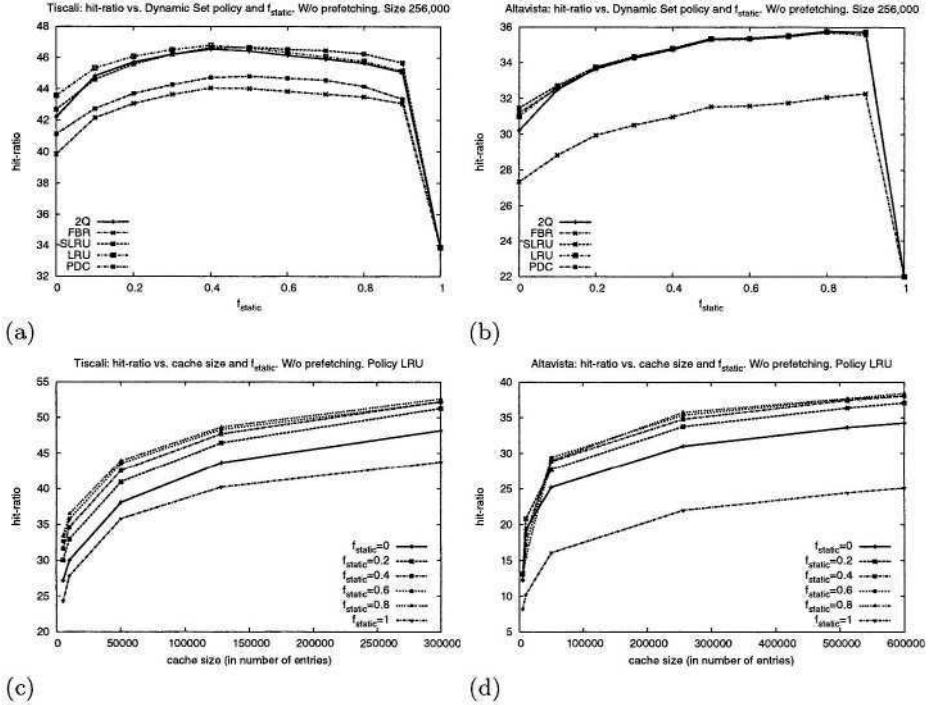 Tiscali: hit-ratio vs. Dynamic Set policy and f_static. W/o prefetching. Size 256,000
48
46
44
42
40
38
36
34
32
hit-ratio
2Q
FBR
SLRU
LRU
PDC
0
0.2
0.4
0.6
0.8
1
f_static
(a)
Altavista: hit-ratio vs. Dynamic Set policy and f_static. W/o prefetching. Size 256,000
36
34
32
30
28
26
24
22
hit-ratio
2Q
FBR
SLRU
LRU
PDC
0
0.2
0.4
0.6
0.8
1
f_static
(b)
Tiscali: hit-ratio vs. cache size and f_static. W/o prefetching. Policy LRU
55
50
45
40
35
30
25
20
hit-ratio
f_static=0
f_static=0.2
f_static=0.4
f_static=0.6
f_static=0.8
f_static=1
0
50000
100000
150000
200000
250000
300000
cache size (in number of entries)
(c)
Altavista: hit-ratio vs. cache size and f_static. W/o prefetching. Policy LRU
40
35
30
25
20
15
10
5
hit-ratio
f_static=0
f_static=0.2
f_static=0.4
f_static=0.6
f_static=0.8
f_static=1
0
100000
200000
300000
400000
500000
600000
cache size (in number of entries)
(d)